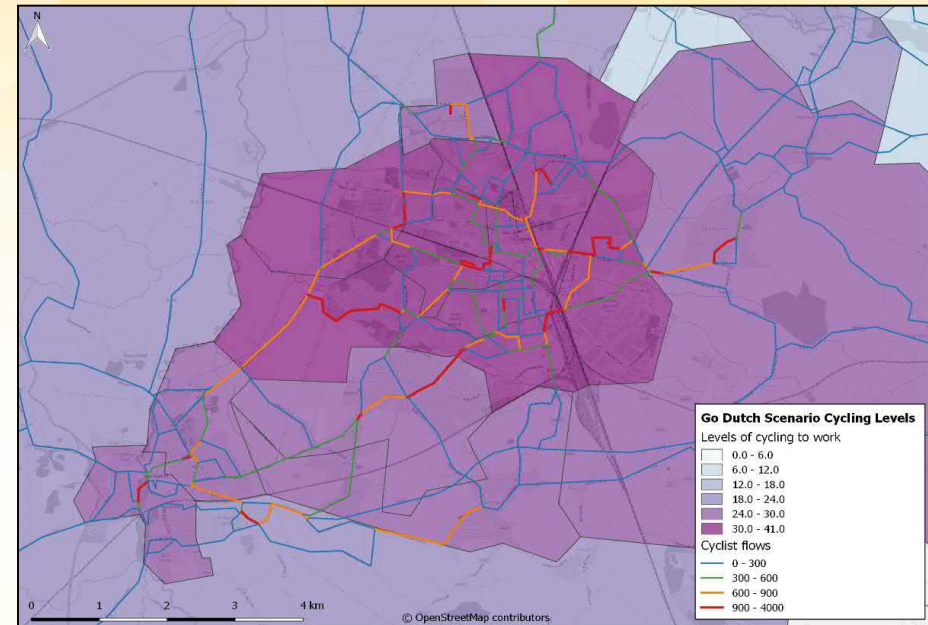 N
Go Dutch Scenario Cycling Levels
Levels of cycling to work
0.0 - 6.0
6.0 - 12.0
12.0 - 18.0
18.0 - 24.0
24.0 - 30.0
30.0 - 41.0
Cyclist flows
0 - 300
300 - 600
600 - 900
900 - 4000
0 1 2 3 4 km
© OpenStreetMap contributors